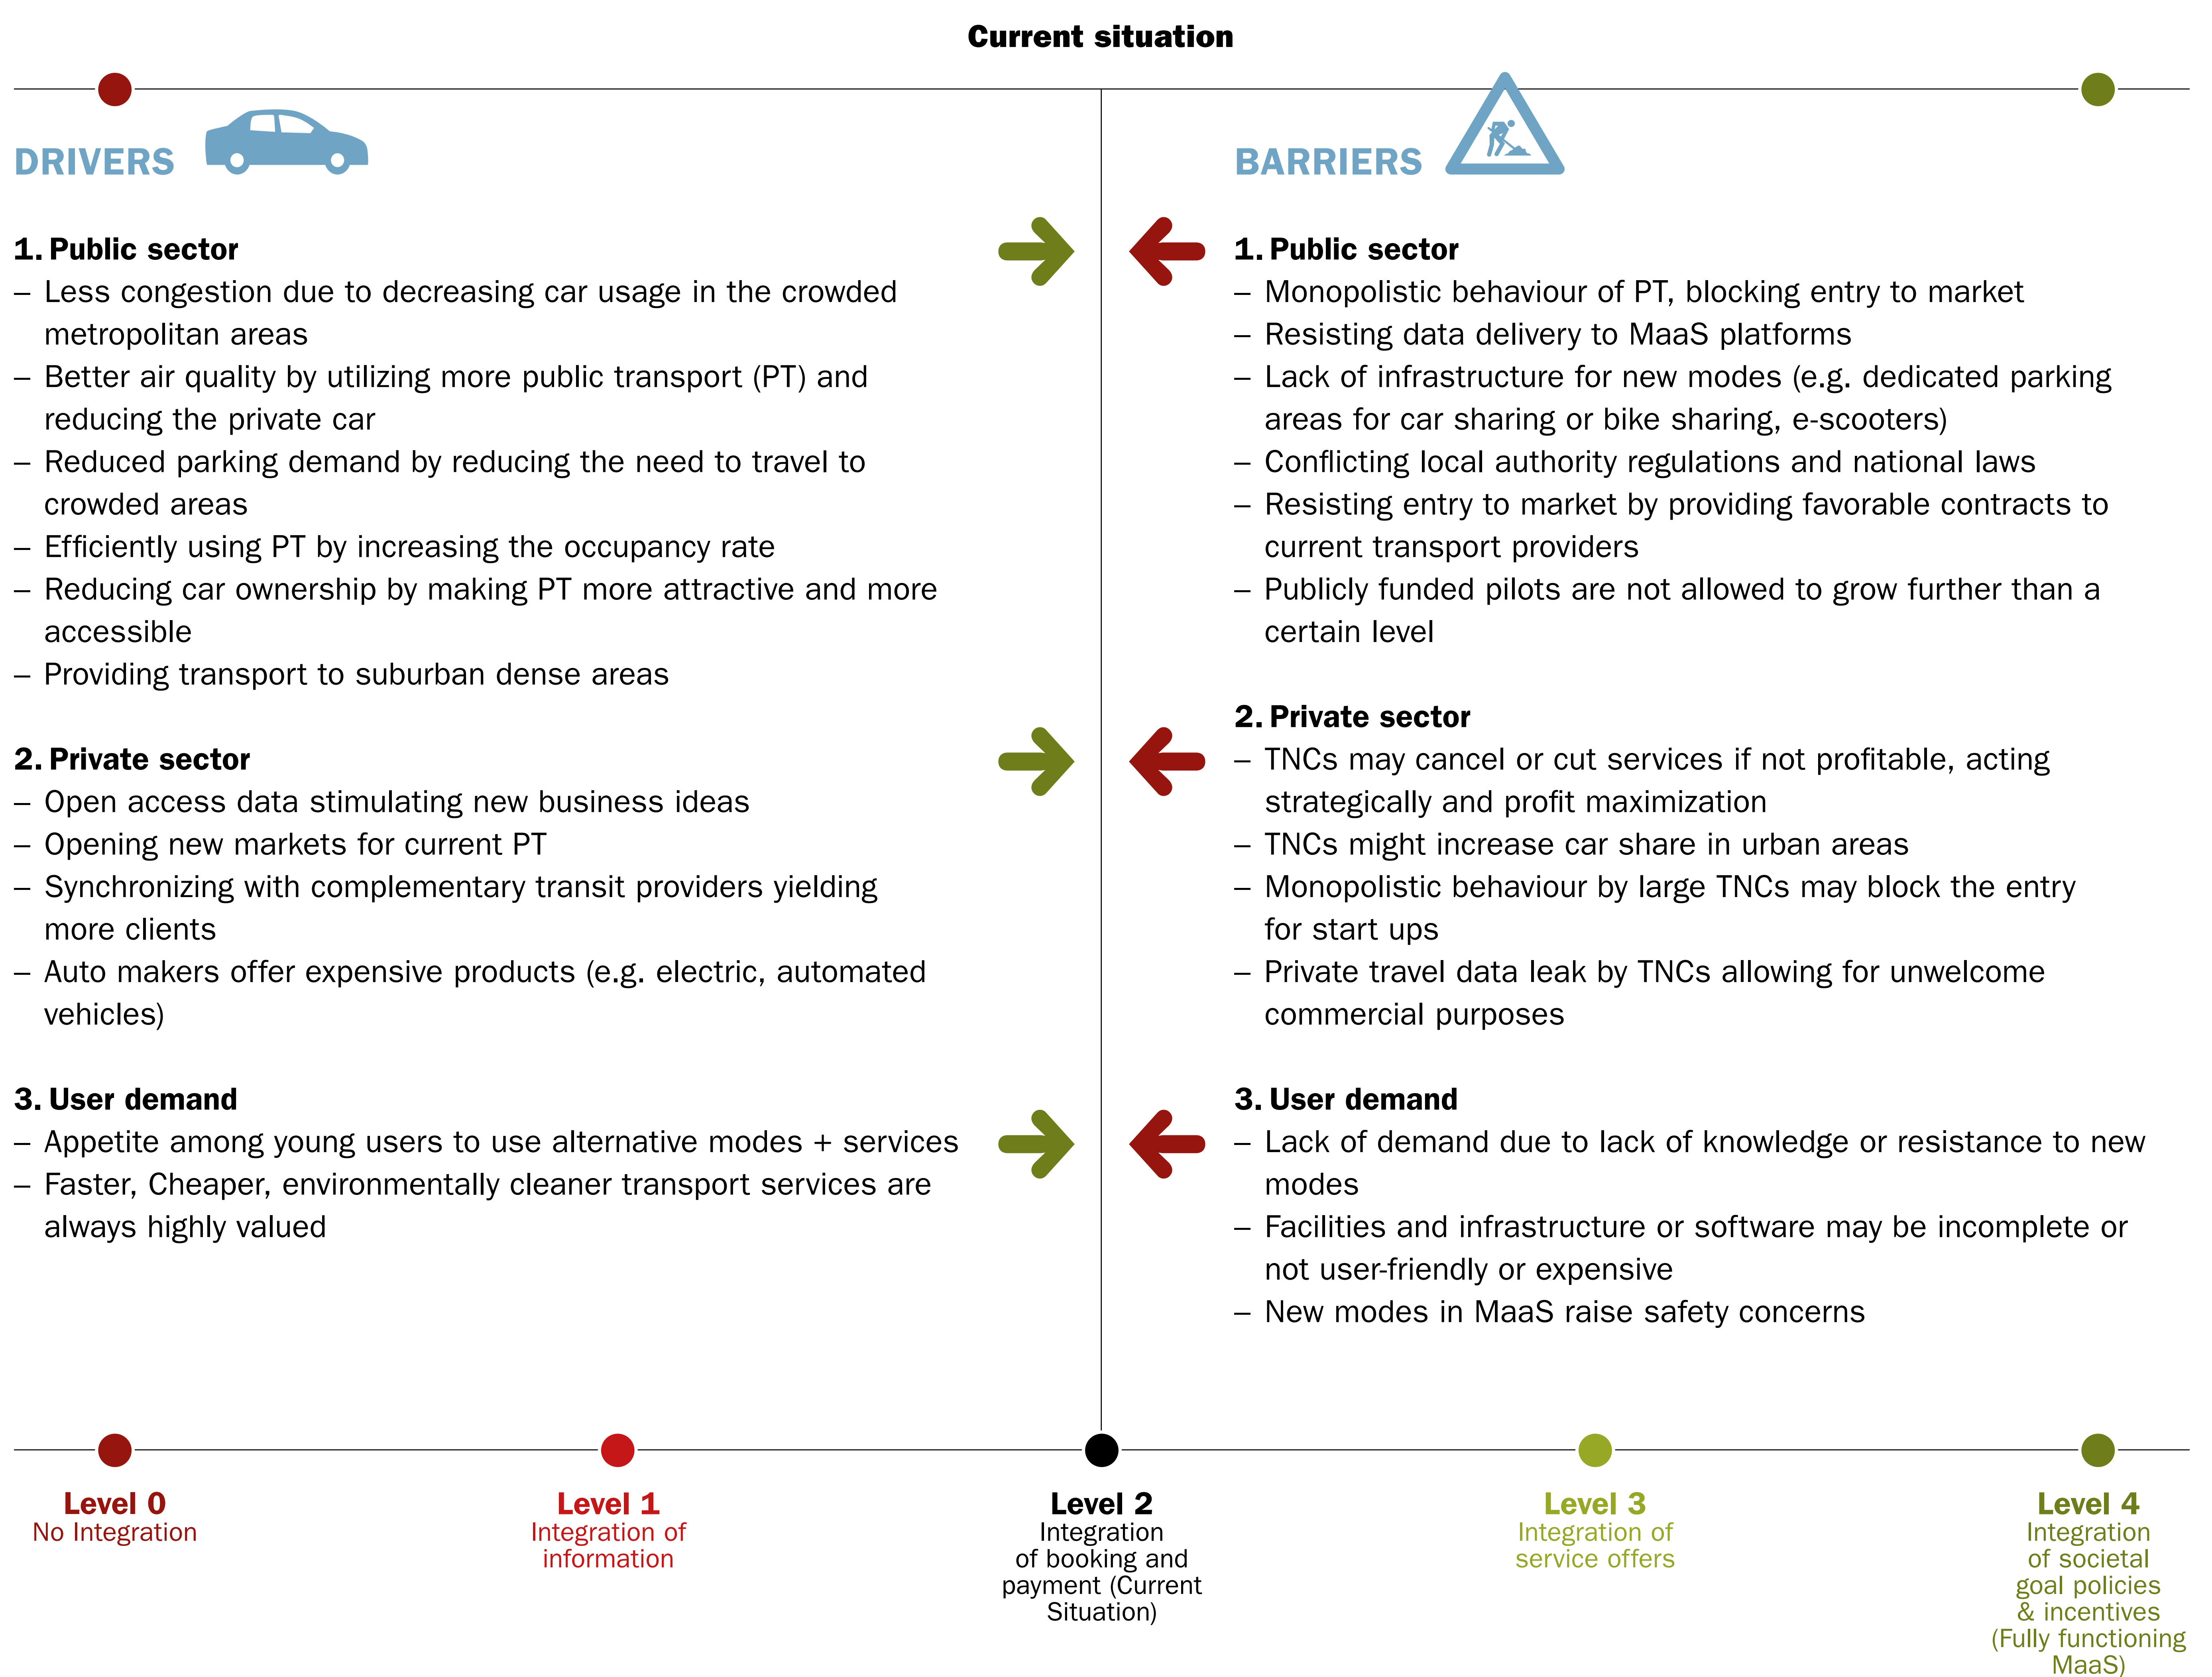 Current situation
DRIVERS
1. Public sector
– Less congestion due to decreasing car usage in the crowded
metropolitan areas
– Better air quality by utilizing more public transport (PT) and
reducing the private car
– Reduced parking demand by reducing the need to travel to
crowded areas
– Efficiently using PT by increasing the occupancy rate
– Reducing car ownership by making PT more attractive and more
accessible
– Providing transport to suburban dense areas
2. Private sector
– Open access data stimulating new business ideas
– Opening new markets for current PT
– Synchronizing with complementary transit providers yielding
more clients
– Auto makers offer expensive products (e.g. electric, automated
vehicles)
3. User demand
– Appetite among young users to use alternative modes + services
– Faster, Cheaper, environmentally cleaner transport services are
always highly valued
BARRIERS
1. Public sector
– Monopolistic behaviour of PT, blocking entry to market
– Resisting data delivery to MaaS platforms
– Lack of infrastructure for new modes (e.g. dedicated parking
areas for car sharing or bike sharing, e-scooters)
– Conflicting local authority regulations and national laws
– Resisting entry to market by providing favorable contracts to
current transport providers
– Publicly funded pilots are not allowed to grow further than a
certain level
2. Private sector
– TNCs may cancel or cut services if not profitable, acting
strategically and profit maximization
– TNCs might increase car share in urban areas
– Monopolistic behaviour by large TNCs may block the entry
for start ups
– Private travel data leak by TNCs allowing for unwelcome
commercial purposes
3. User demand
– Lack of demand due to lack of knowledge or resistance to new
modes
– Facilities and infrastructure or software may be incomplete or
not user-friendly or expensive
– New modes in MaaS raise safety concerns
Level 0
No Integration
Level 1
Integration of
information
Level 2
Integration
of booking and
payment (Current
Situation)
Level 3
Integration of
service offers
Level 4
Integration
of societal
goal policies
& incentives
(Fully functioning
MaaS)